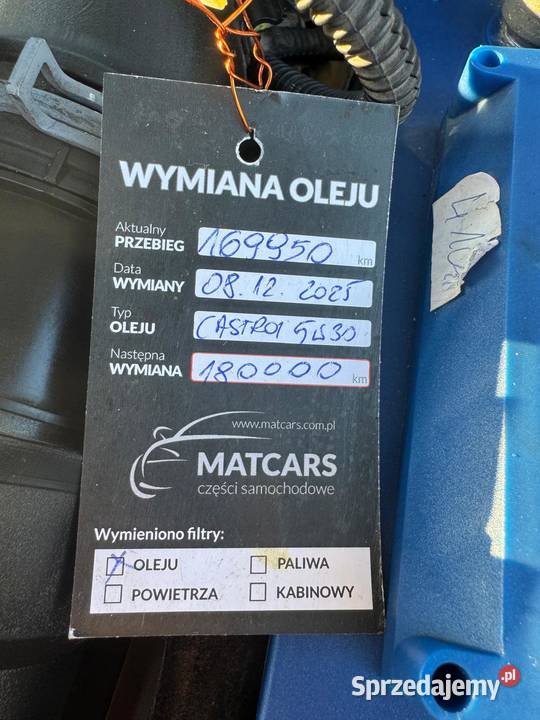 WYMIANA OLEJU
Aktualny
PRZEBIEG 169950 km
Data
WYMIANY 08.12.2025
Typ
OLEJU CASTROL 5W30
Następna
WYMIANA 180000 km
www.matcars.com.pl
MATCARS
części samochodowe
Wymieniono filtry:
OLEJU PALIWA
POWIETRZA KABINOWY
Sprzedajemy.pl